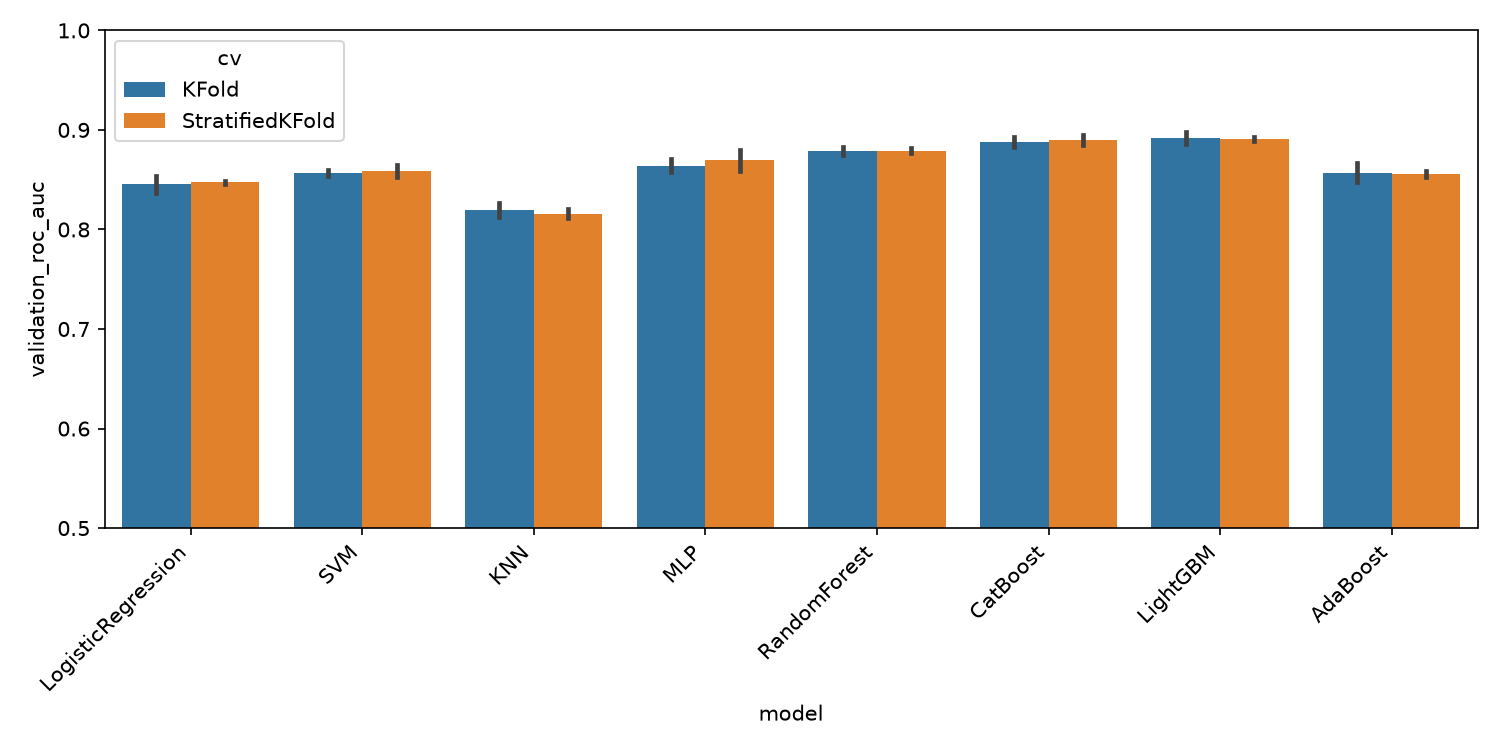 1.0
0.9
0.8
0.7
0.6
0.5
validation_roc_auc
cv
KFold
StratifiedKFold
LogisticRegression
SVM
KNN
MLP
RandomForest
CatBoost
LightGBM
AdaBoost
model